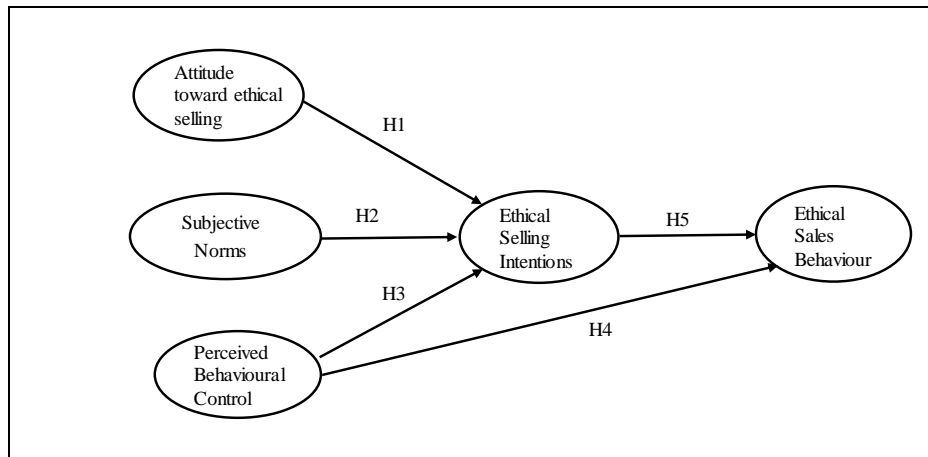 Attitude
toward ethical
selling
H1
Subjective
Norms
H2
Ethical
Selling
Intentions
H5
Ethical
Sales
Behaviour
H3
H4
Perceived
Behavioural
Control